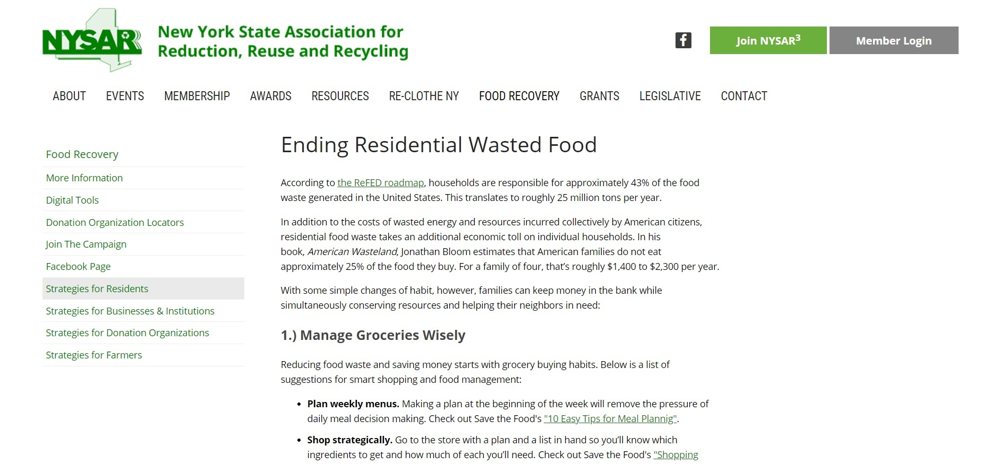 NYSAR3
New York State Association for
Reduction, Reuse and Recycling
Join NYSAR3
Member Login
ABOUT
EVENTS
MEMBERSHIP
AWARDS
RESOURCES
RE-CLOTHE NY
FOOD RECOVERY
GRANTS
LEGISLATIVE
CONTACT
Food Recovery
More Information
Digital Tools
Donation Organization Locators
Join The Campaign
Facebook Page
Strategies for Residents
Strategies for Businesses & Institutions
Strategies for Donation Organizations
Strategies for Farmers
Ending Residential Wasted Food
According to the ReFED roadmap, households are responsible for approximately 43% of the food
waste generated in the United States. This translates to roughly 25 million tons per year.
In addition to the costs of wasted energy and resources incurred collectively by American citizens,
residential food waste takes an additional economic toll on individual households. In his
book, American Wasteland, Jonathan Bloom estimates that American families do not eat
approximately 25% of the food they buy. For a family of four, that’s roughly $1,400 to $2,300 per year.
With some simple changes of habit, however, families can keep money in the bank while
simultaneously conserving resources and helping their neighbors in need:
1.) Manage Groceries Wisely
Reducing food waste and saving money starts with grocery buying habits. Below is a list of
suggestions for smart shopping and food management:
• Plan weekly menus. Making a plan at the beginning of the week will remove the pressure of
daily meal decision making. Check out Save the Food's "10 Easy Tips for Meal Plannig".
• Shop strategically. Go to the store with a plan and a list in hand so you’ll know which
ingredients to get and how much of each you’ll need. Check out Save the Food's "Shopping